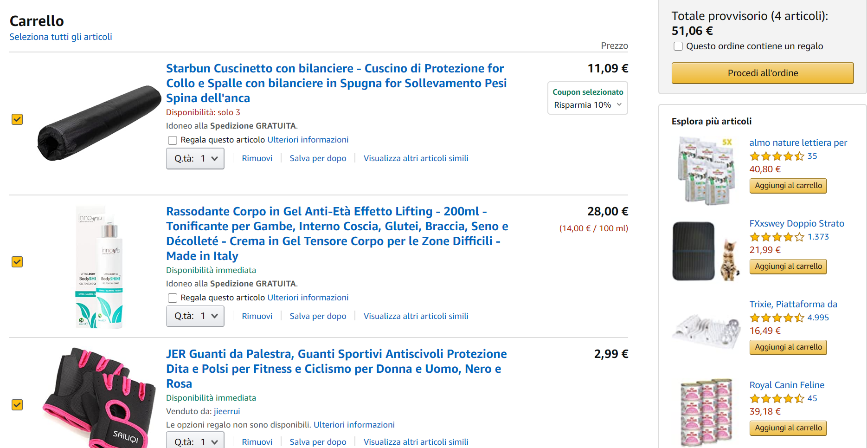 Carrello
Seleziona tutti gli articoli
Prezzo
Starbun Cuscinetto con bilanciere - Cuscino di Protezione for
Collo e Spalle con bilanciere in Spugna for Sollevamento Pesi
Spina dell'anca
11,09 €
Disponibilità: solo 3
Idoneo alla Spedizione GRATUITA.
Regala questo articolo Ulteriori informazioni
Q.tà: 1
Rimuovi
Salva per dopo
Visualizza altri articoli simili
Coupon selezionato
Risparmia 10%
Rassodante Corpo in Gel Anti-Età Effetto Lifting - 200ml -
Tonificante per Gambe, Interno Coscia, Glutei, Braccia, Seno e
Décolleté - Crema in Gel Tensore Corpo per le Zone Difficili -
Made in Italy
28,00 €
(14,00 € / 100 ml)
Disponibilità immediata
Idoneo alla Spedizione GRATUITA.
Regala questo articolo Ulteriori informazioni
Q.tà: 1
Rimuovi
Salva per dopo
Visualizza altri articoli simili
JER Guanti da Palestra, Guanti Sportivi Antiscivoli Protezione
Dita e Polsi per Fitness e Ciclismo per Donna e Uomo, Nero e
Rosa
2,99 €
Disponibilità immediata
Venduto da: jieerrui
Le opzioni regalo non sono disponibili. Ulteriori informazioni
Q.tà: 1
Rimuovi
Salva per dopo
Visualizza altri articoli simili
SAILUQI
Totale provvisorio (4 articoli):
51,06 €
Questo ordine contiene un regalo
Procedi all'ordine
Esplora più articoli
5X
almo nature lettiera per
35
40,80 €
Aggiungi al carrello
FXxswey Doppio Strato
1.373
21,99 €
Aggiungi al carrello
Trixie, Piattaforma da
4.995
16,49 €
Aggiungi al carrello
Royal Canin Feline
45
39,18 €
Aggiungi al carrello